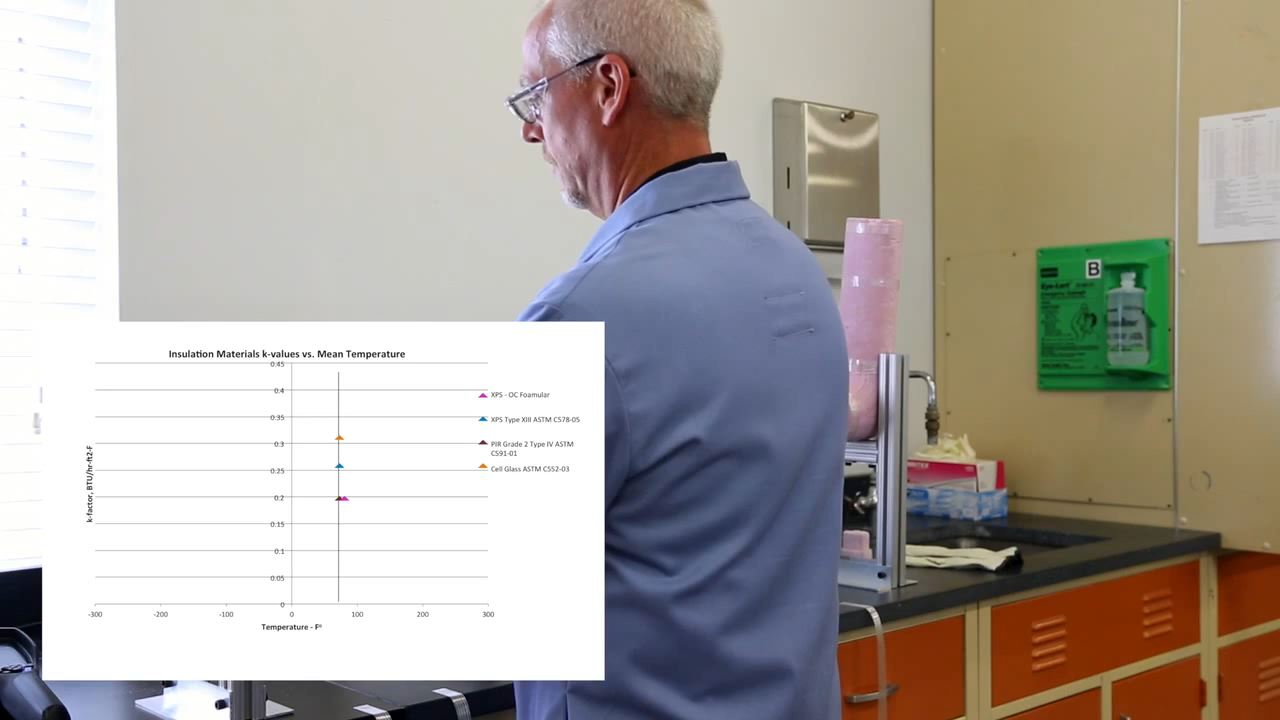 Insulation Materials k-values vs. Mean Temperature
0.45
0.4
0.35
0.3
0.25
0.2
0.15
0.1
0.05
0
-300 -200 -100 0 100 200 300
k-factor, BTU/hr-ft2-F
Temperature - Fº
XPS - OC Foamular
XPS Type XIII ASTM C578-05
PIR Grade 2 Type IV ASTM
C591-01
Cell Glass ASTM C552-03
B
Eye-Lert